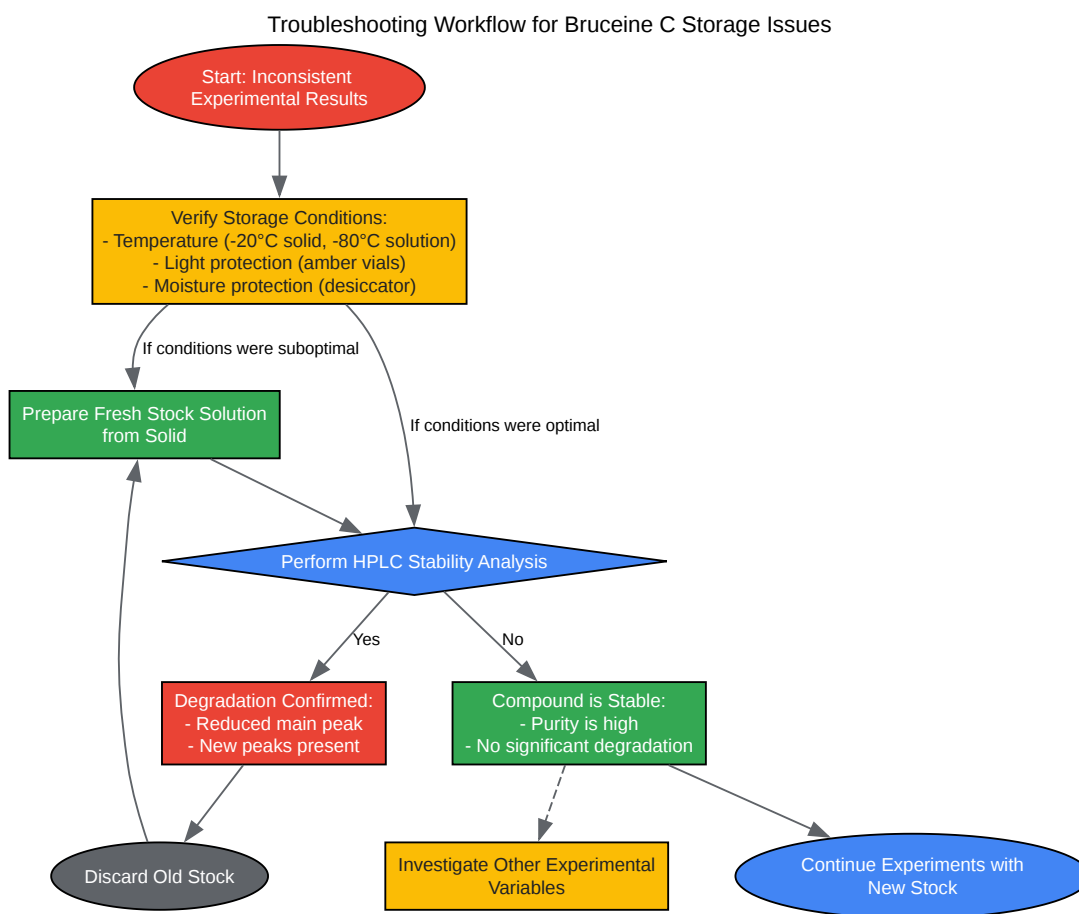 Troubleshooting Workflow for Bruceine C Storage Issues
Start: Inconsistent
Experimental Results
Verify Storage Conditions:
- Temperature (-20°C solid, -80°C solution)
- Light protection (amber vials)
- Moisture protection (desiccator)
If conditions were suboptimal
Prepare Fresh Stock Solution
from Solid
If conditions were optimal
Perform HPLC Stability Analysis
Yes
No
Degradation Confirmed:
- Reduced main peak
- New peaks present
Compound is Stable:
- Purity is high
- No significant degradation
Discard Old Stock
Investigate Other Experimental
Variables
Continue Experiments with
New Stock